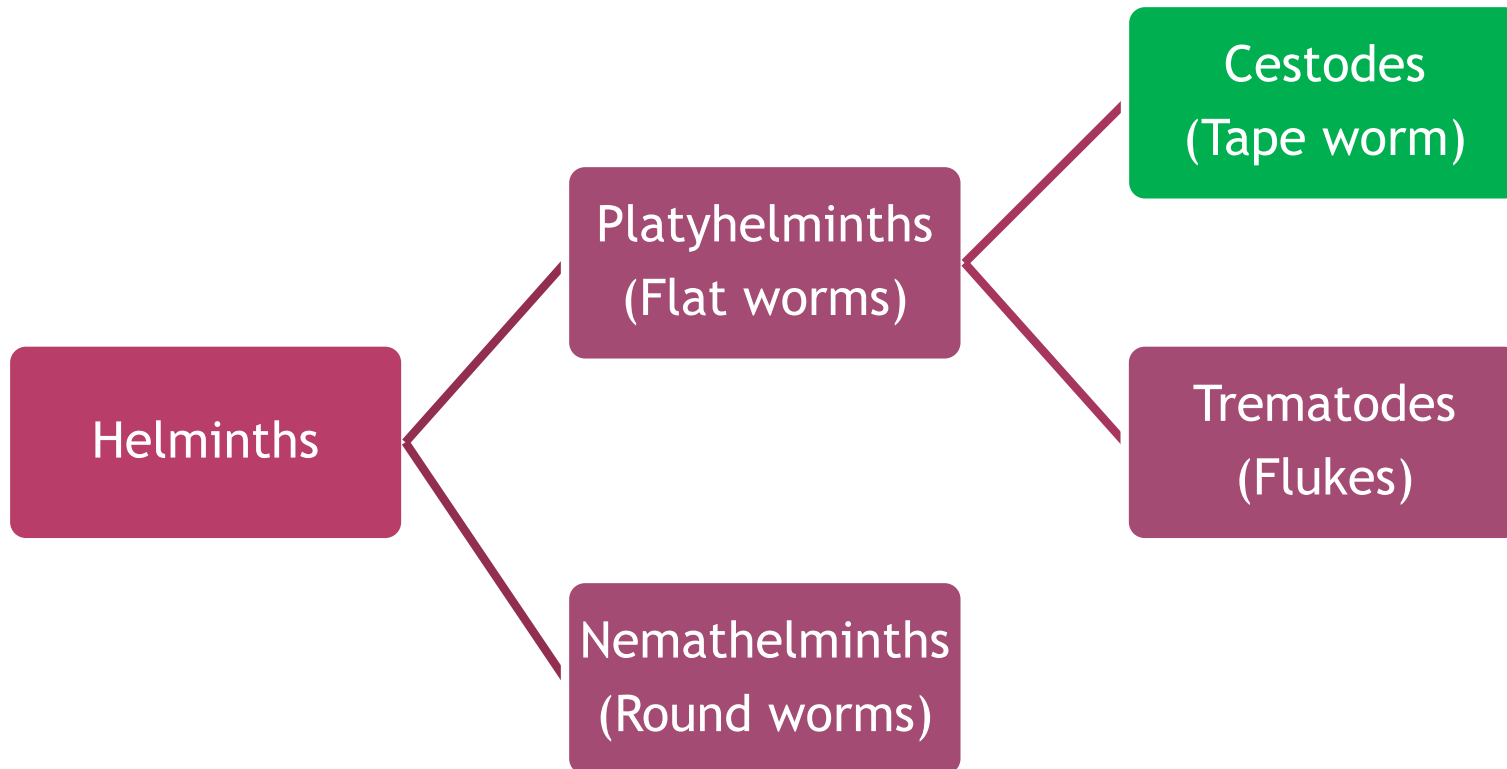 Helminths
Platyhelminths
(Flat worms)
Nemathelminths
(Round worms)
Cestodes
(Tape worm)
Trematodes
(Flukes)